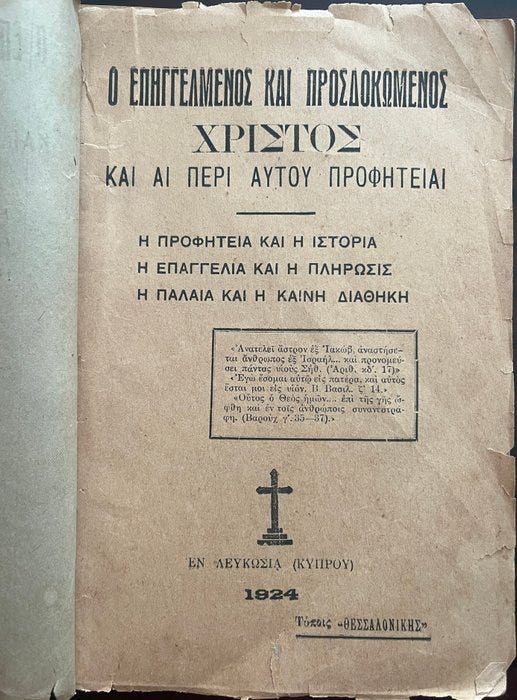 Ο ΕΠΗΓΓΕΛΜΕΝΟΣ ΚΑΙ ΠΡΟΣΔΟΚΩΜΕΝΟΣ
ΧΡΙΣΤΟΣ
ΚΑΙ ΑΙ ΠΕΡΙ ΑΥΤΟΥ ΠΡΟΦΗΤΕΙΑΙ
Η ΠΡΟΦΗΤΕΙΑ ΚΑΙ Η ΙΣΤΟΡΙΑ
Η ΕΠΑΓΓΕΛΙΑ ΚΑΙ Η ΠΛΗΡΩΣΙΣ
Η ΠΑΛΑΙΑ ΚΑΙ Η ΚΑΙΝΗ ΔΙΑΘΗΚΗ
«Ἀνατελεῖ ἄστρον ἐξ Ἰακώβ, ἀναστήσε-
ται ἄνθρωπος ἐξ Ἰσραήλ... καὶ προνομεύ-
σει πάντας υἱοὺς Σήθ. (Ἀριθ. κδ'. 17)»
«Ἐγὼ ἔσομαι αὐτῷ εἰς πατέρα, καὶ αὐτὸς
ἔσται μοι εἰς υἱόν. Β Βασιλ. ζ' 14.»
«Οὗτος ὁ Θεὸς ἡμῶν.... ἐπὶ τῆς γῆς ὤ-
φθη καὶ ἐν τοῖς ἀνθρώποις συνανεστρά-
φη. (Βαροὺχ γ'. 35—37).»
ΕΝ ΛΕΥΚΩΣΙᾼ (ΚΥΠΡΟΥ)
1924
Τύποις "ΘΕΣΣΑΛΟΝΙΚΗΣ"